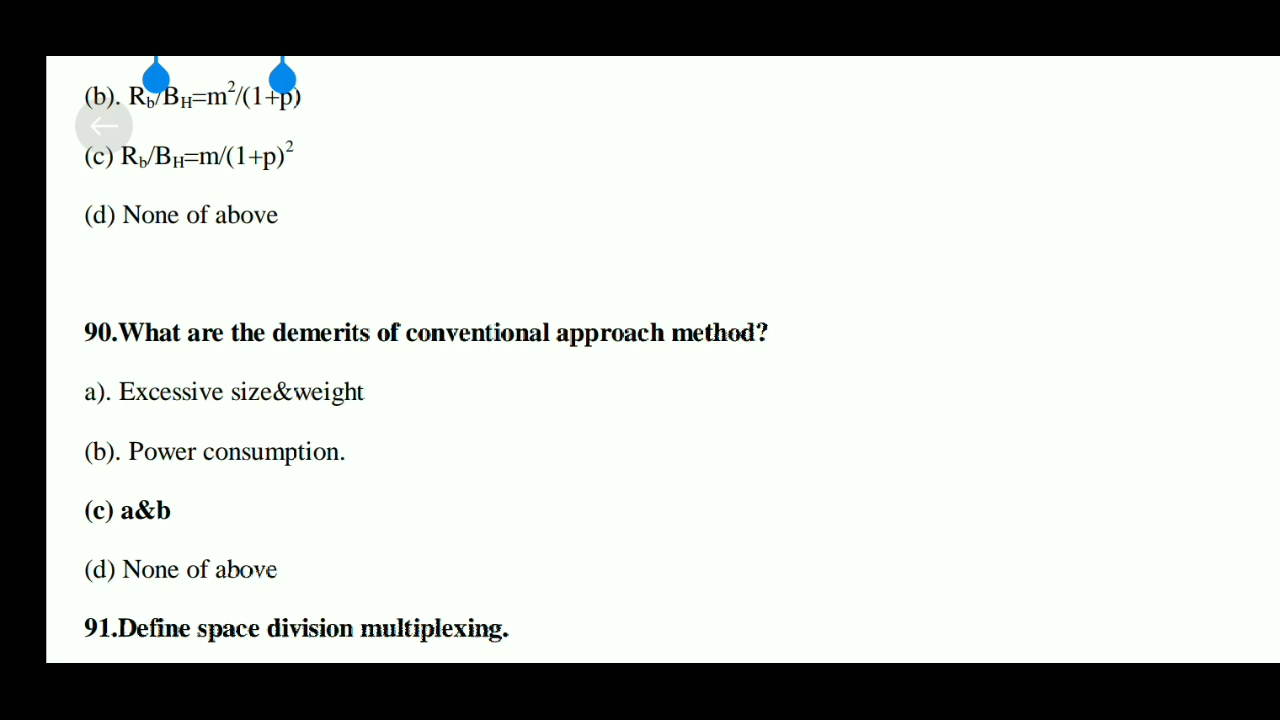 (b). Rb/BH=m²/(1+p)
(c) Rb/BH=m/(1+p)²
(d) None of above
90.What are the demerits of conventional approach method?
a). Excessive size&weight
(b). Power consumption.
(c) a&b
(d) None of above
91.Define space division multiplexing.